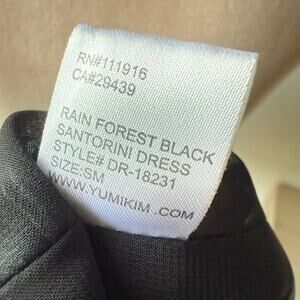 RN#111916
CA#29439
RAIN FOREST BLACK
SANTORINI DRESS
STYLE# DR-18231
SIZE:SM
WWW.YUMIKIM.COM